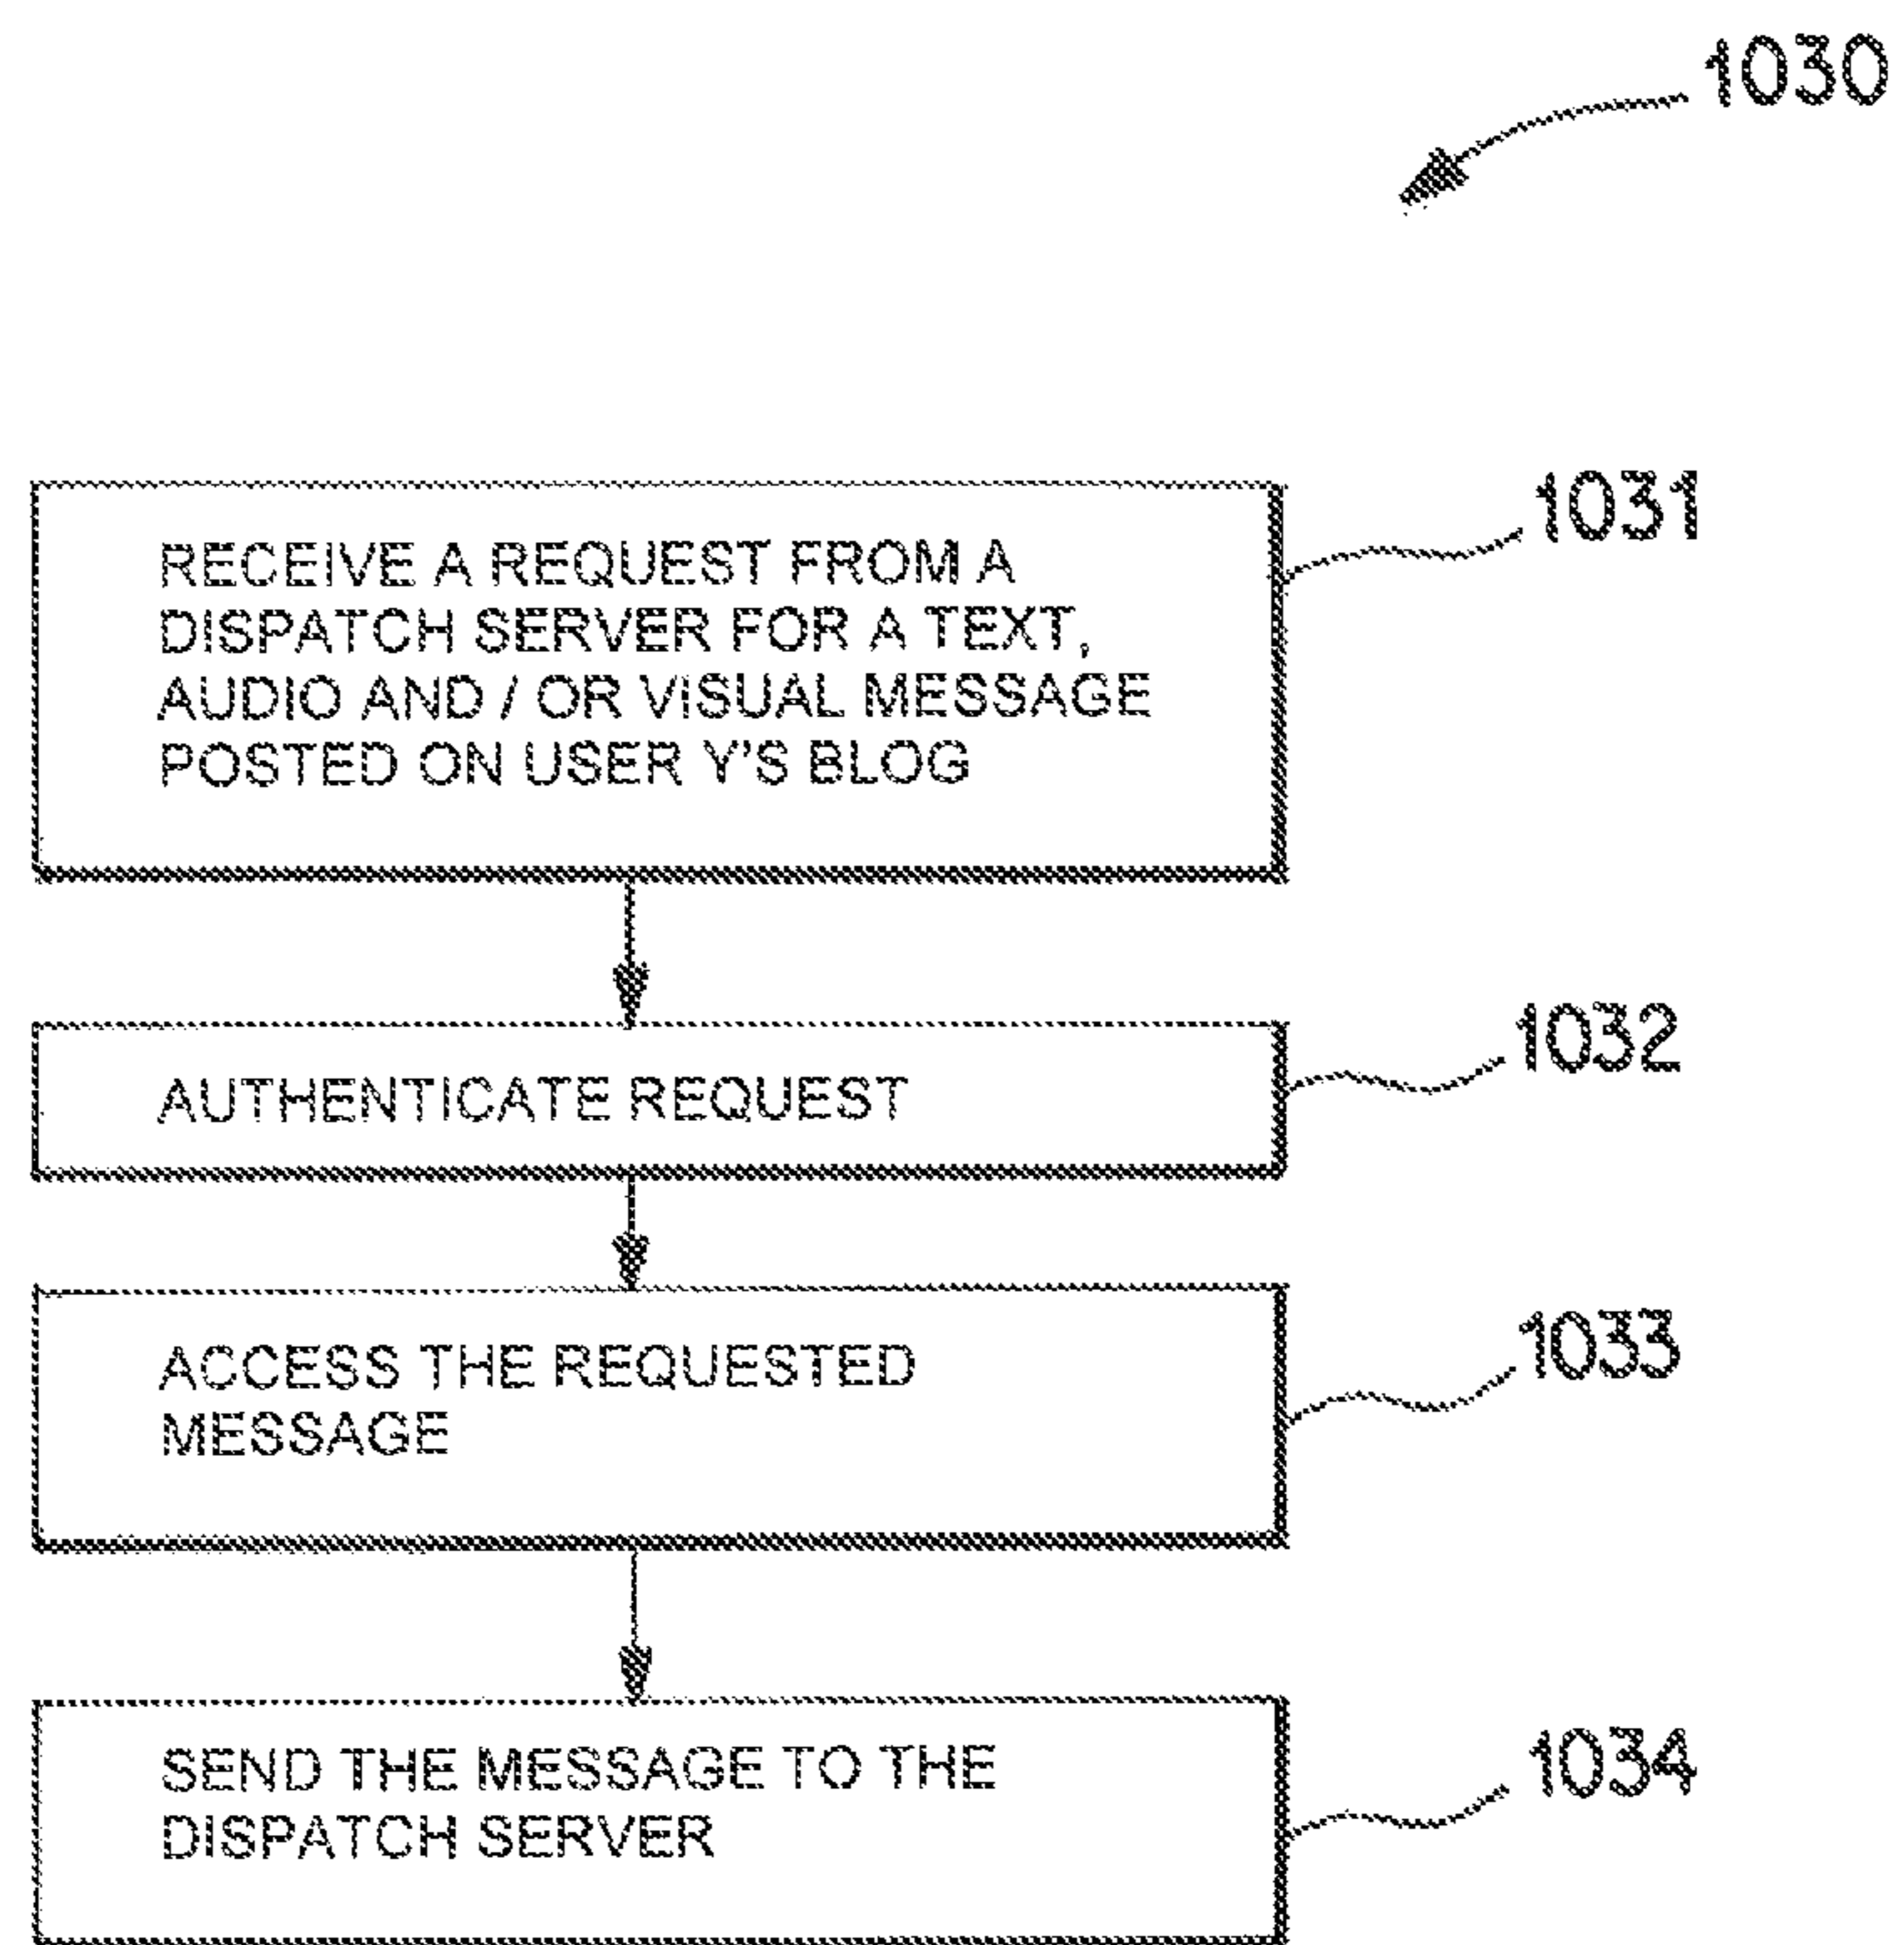 1030
RECEIVE A REQUEST FROM A
DISPATCH SERVER FOR A TEXT,
AUDIO AND / OR VISUAL MESSAGE
POSTED ON USER Y'S BLOG
1031
AUTHENTICATE REQUEST
1032
ACCESS THE REQUESTED
MESSAGE
1033
SEND THE MESSAGE TO THE
DISPATCH SERVER
1034